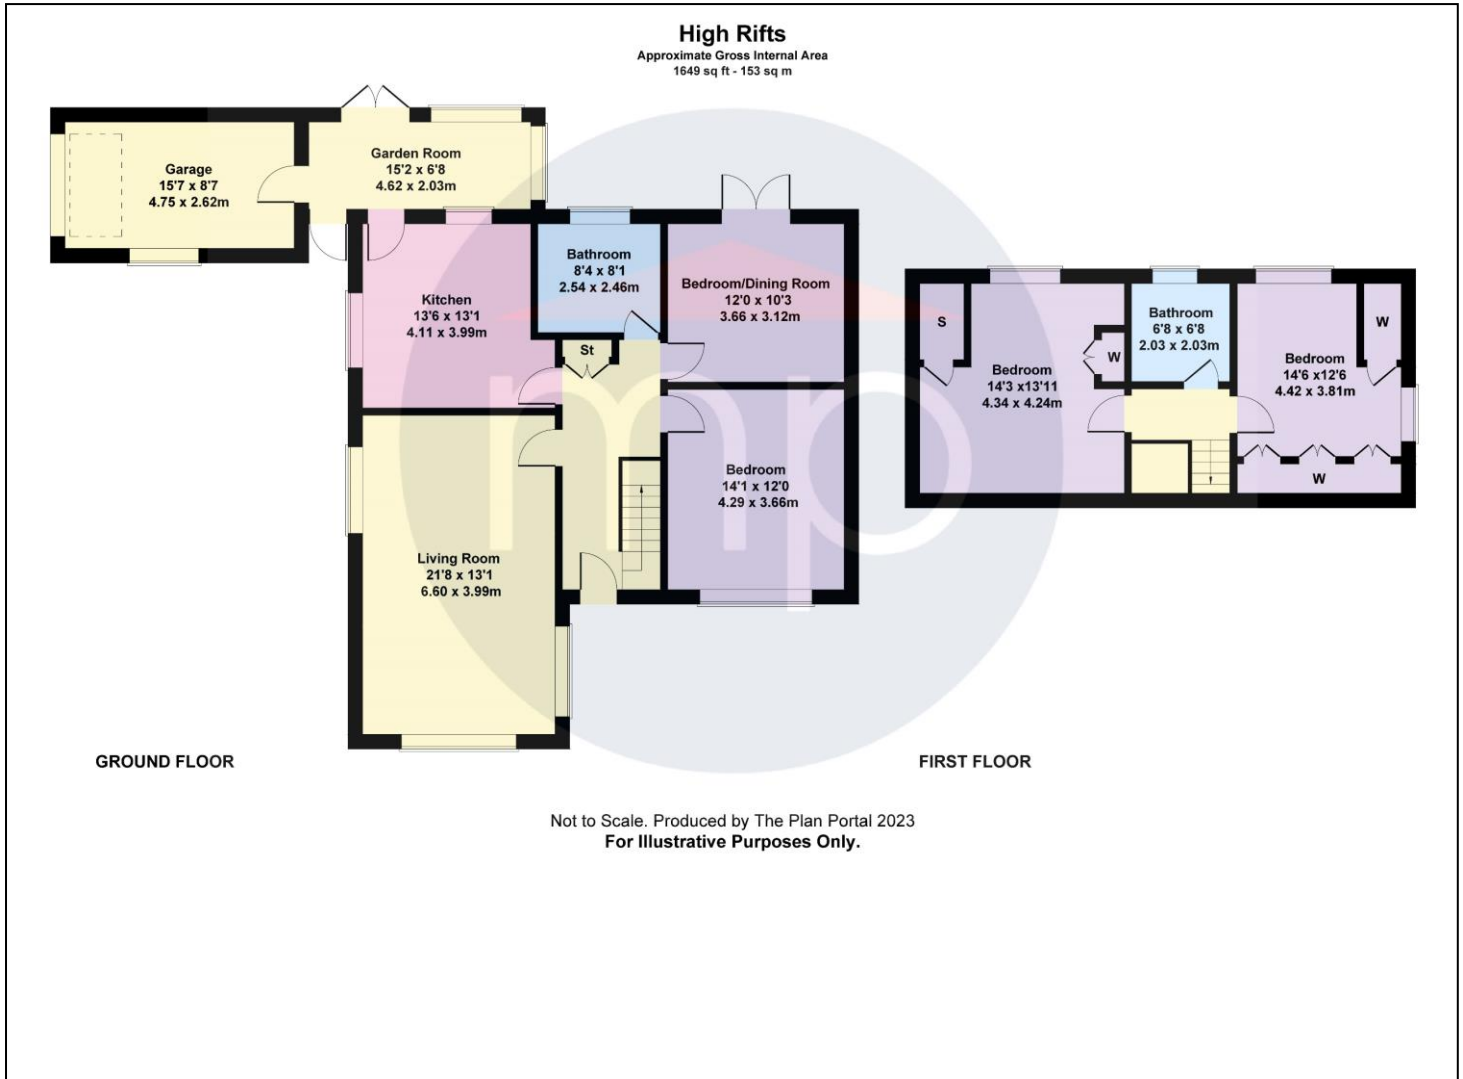 High Rifts
Approximate Gross Internal Area
1649 sq ft - 153 sq m
Garage
15'7 x 8'7
4.75 x 2.62m
Garden Room
15'2 x 6'8
4.62 x 2.03m
Kitchen
13'6 x 13'1
4.11 x 3.99m
Bathroom
8'4 x 8'1
2.54 x 2.46m
Bedroom/Dining Room
12'0 x 10'3
3.66 x 3.12m
St
Bedroom
14'1 x 12'0
4.29 x 3.66m
Living Room
21'8 x 13'1
6.60 x 3.99m
mp
S
Bedroom
14'3 x13'11
4.34 x 4.24m
W
Bathroom
6'8 x 6'8
2.03 x 2.03m
Bedroom
14'6 x12'6
4.42 x 3.81m
W
W
GROUND FLOOR
FIRST FLOOR
Not to Scale. Produced by The Plan Portal 2023
For Illustrative Purposes Only.